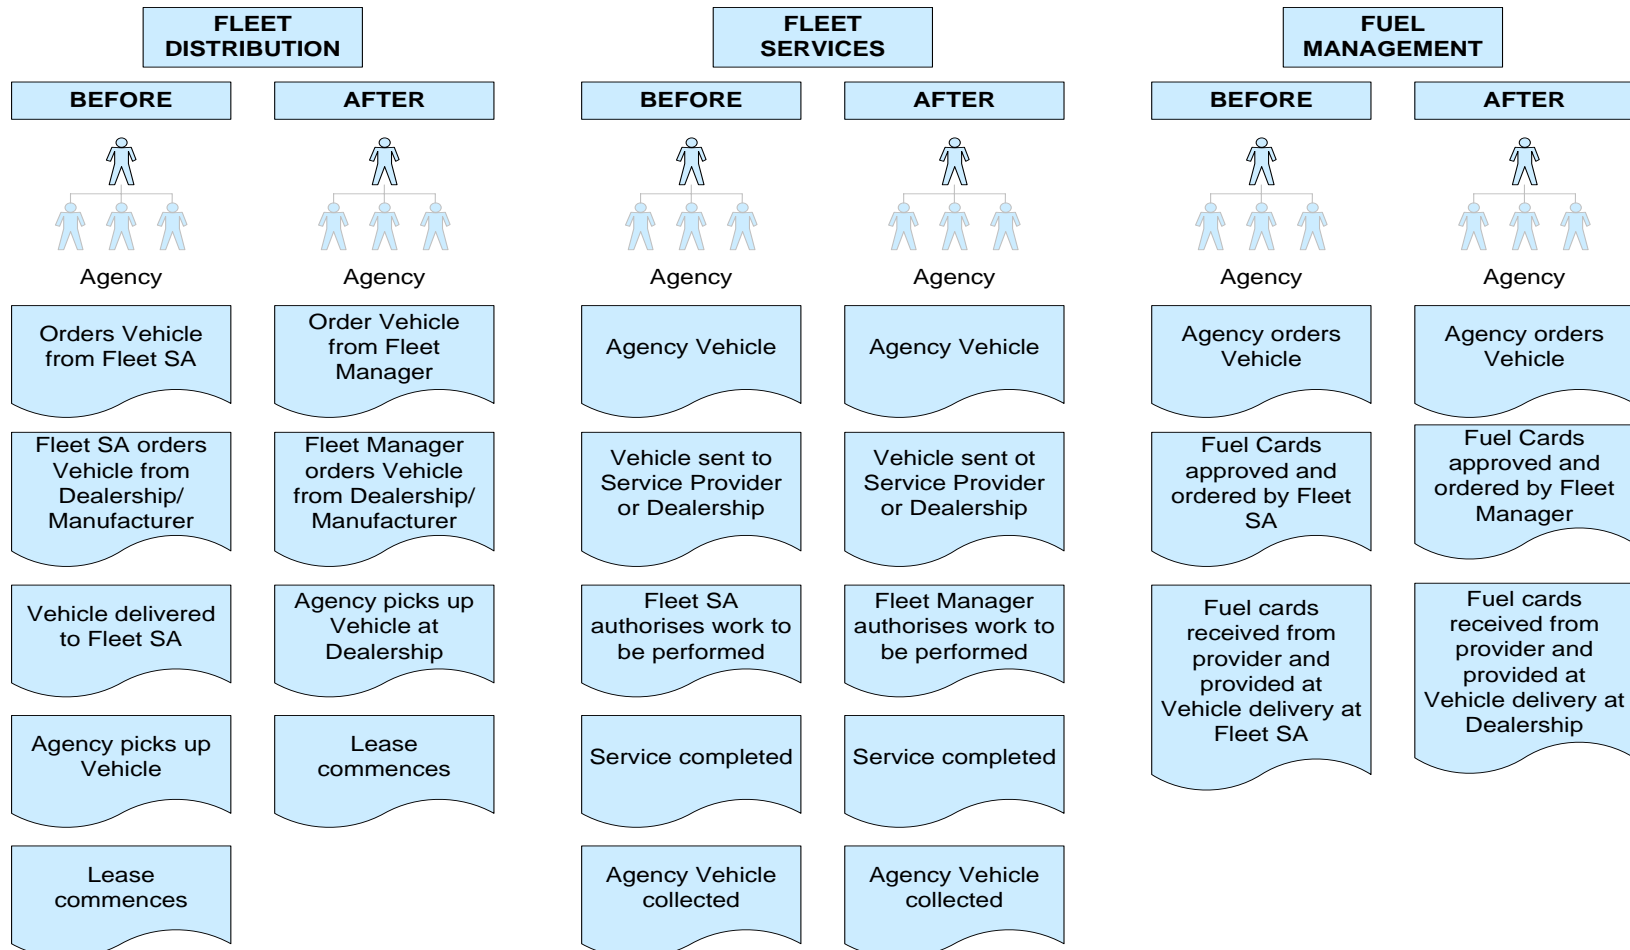 FLEET
DISTRIBUTION
BEFORE
AFTER
Agency
Agency
Orders Vehicle
from Fleet SA
Order Vehicle
from Fleet
Manager
Fleet SA orders
Vehicle from
Dealership/
Manufacturer
Fleet Manager
orders Vehicle
from Dealership/
Manufacturer
Vehicle delivered
to Fleet SA
Agency picks up
Vehicle at
Dealership
Agency picks up
Vehicle
Lease
commences
Lease
commences
FLEET
SERVICES
BEFORE
AFTER
Agency
Agency
Agency Vehicle
Agency Vehicle
Vehicle sent to
Service Provider
or Dealership
Vehicle sent ot
Service Provider
or Dealership
Fleet SA
authorises work to
be performed
Fleet Manager
authorises work to
be performed
Service completed
Service completed
Agency Vehicle
collected
Agency Vehicle
collected
FUEL
MANAGEMENT
BEFORE
AFTER
Agency
Agency
Agency orders
Vehicle
Agency orders
Vehicle
Fuel Cards
approved and
ordered by Fleet
SA
Fuel Cards
approved and
ordered by Fleet
Manager
Fuel cards
received from
provider and
provided at
Vehicle delivery at
Fleet SA
Fuel cards
received from
provider and
provided at
Vehicle delivery at
Dealership